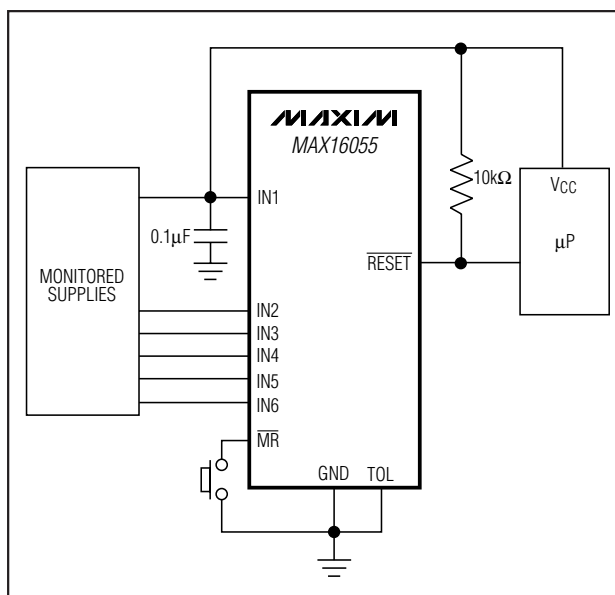 MAXIM
MAX16055
10kΩ
VCC
IN1
μP
0.1μF
RESET
MONITORED
SUPPLIES
IN2
IN3
IN4
IN5
IN6
MR
GND TOL